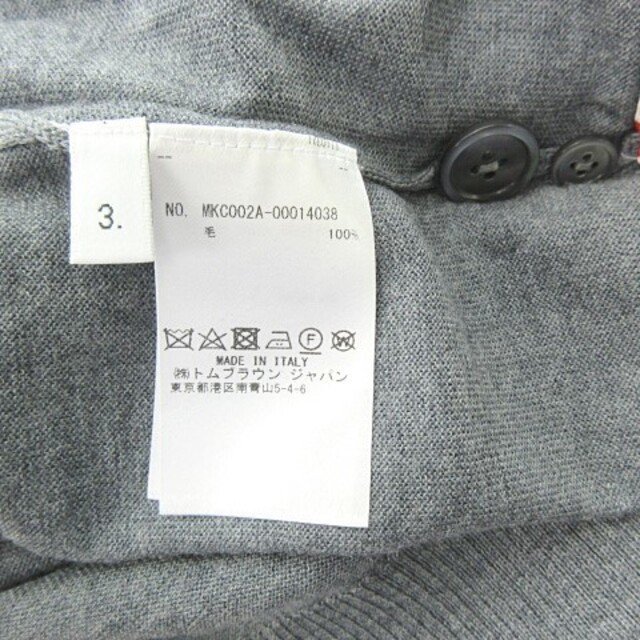 3.
NO. MKC002A-00014038
毛 100%
MADE IN ITALY
㈱トムブラウン ジャパン
東京都港区南青山5-4-6